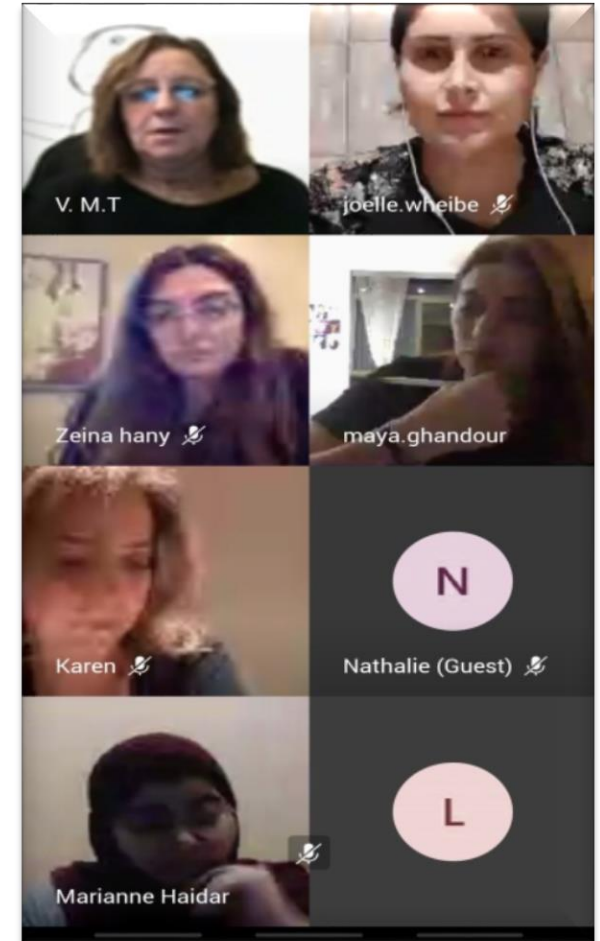 V. M.T
joelle.wheibe
Zeina hany
maya.ghandour
Karen
N
Nathalie (Guest)
Marianne Haidar
L